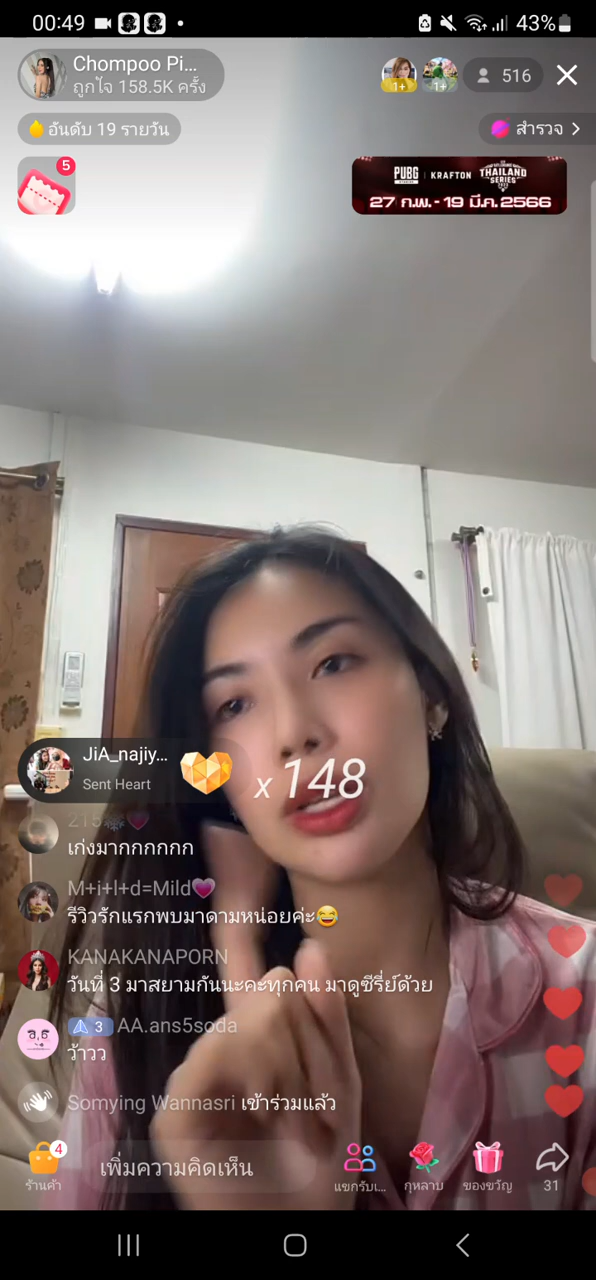 00:49
43%
Chompoo Pi...
ถูกใจ 158.5K ครั้ง
1+
1+
516
อันดับ 19 รายวัน
สำรวจ
5
PUBG | KRAFTON THAILAND SERIES
27 ก.พ. - 19 มี.ค. 2566
JiA_najiy...
Sent Heart
x 148
215❄️💗
เก่งมากกกกกก
M+i+l+d=Mild💗
รีวิวรักแรกพบมาดามหน่อยค่ะ😂
KANAKANAPORN
วันที่ 3 มาสยามกันนะคะทุกคน มาดูซีรี่ย์ด้วย
3 AA.ans5soda
ว้าวว
Somying Wannasri เข้าร่วมแล้ว
4
ร้านค้า
เพิ่มความคิดเห็น
แขกรับเ...
กุหลาบ
ของขวัญ
31